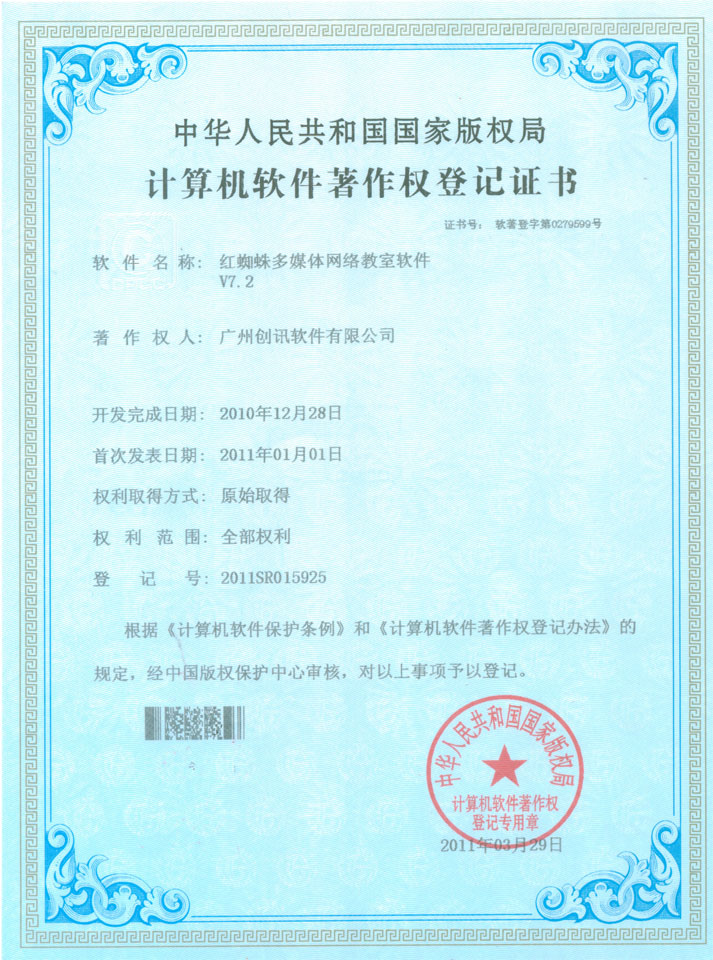 中华人民共和国国家版权局
计算机软件著作权登记证书
证书号： 软著登字第0279599号
软件名称： 红蜘蛛多媒体网络教室软件
V7.2
著作权人： 广州创讯软件有限公司
开发完成日期： 2010年12月28日
首次发表日期： 2011年01月01日
权利取得方式： 原始取得
权利范围： 全部权利
登记号： 2011SR015925
根据《计算机软件保护条例》和《计算机软件著作权登记办法》的
规定，经中国版权保护中心审核，对以上事项予以登记。
中华人民共和国国家版权局
计算机软件著作权
登记专用章
2011年03月29日